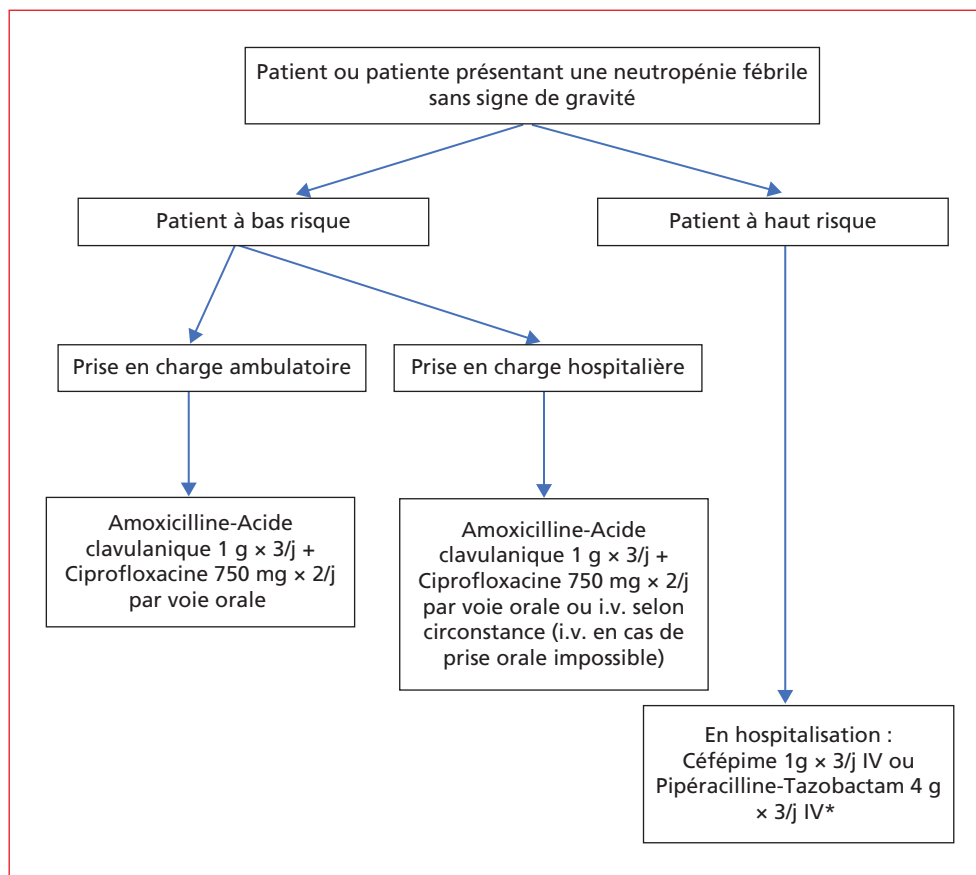 Patient ou patiente présentant une neutropénie fébrile
sans signe de gravité
Patient à bas risque
Patient à haut risque
Prise en charge ambulatoire
Prise en charge hospitalière
Amoxicilline-Acide
clavulanique 1 g × 3/j +
Ciprofloxacine 750 mg × 2/j
par voie orale
Amoxicilline-Acide
clavulanique 1 g × 3/j +
Ciprofloxacine 750 mg × 2/j
par voie orale ou i.v. selon
circonstance (i.v. en cas de
prise orale impossible)
En hospitalisation :
Céfépime 1g × 3/j IV ou
Pipéracilline-Tazobactam 4 g
× 3/j IV*